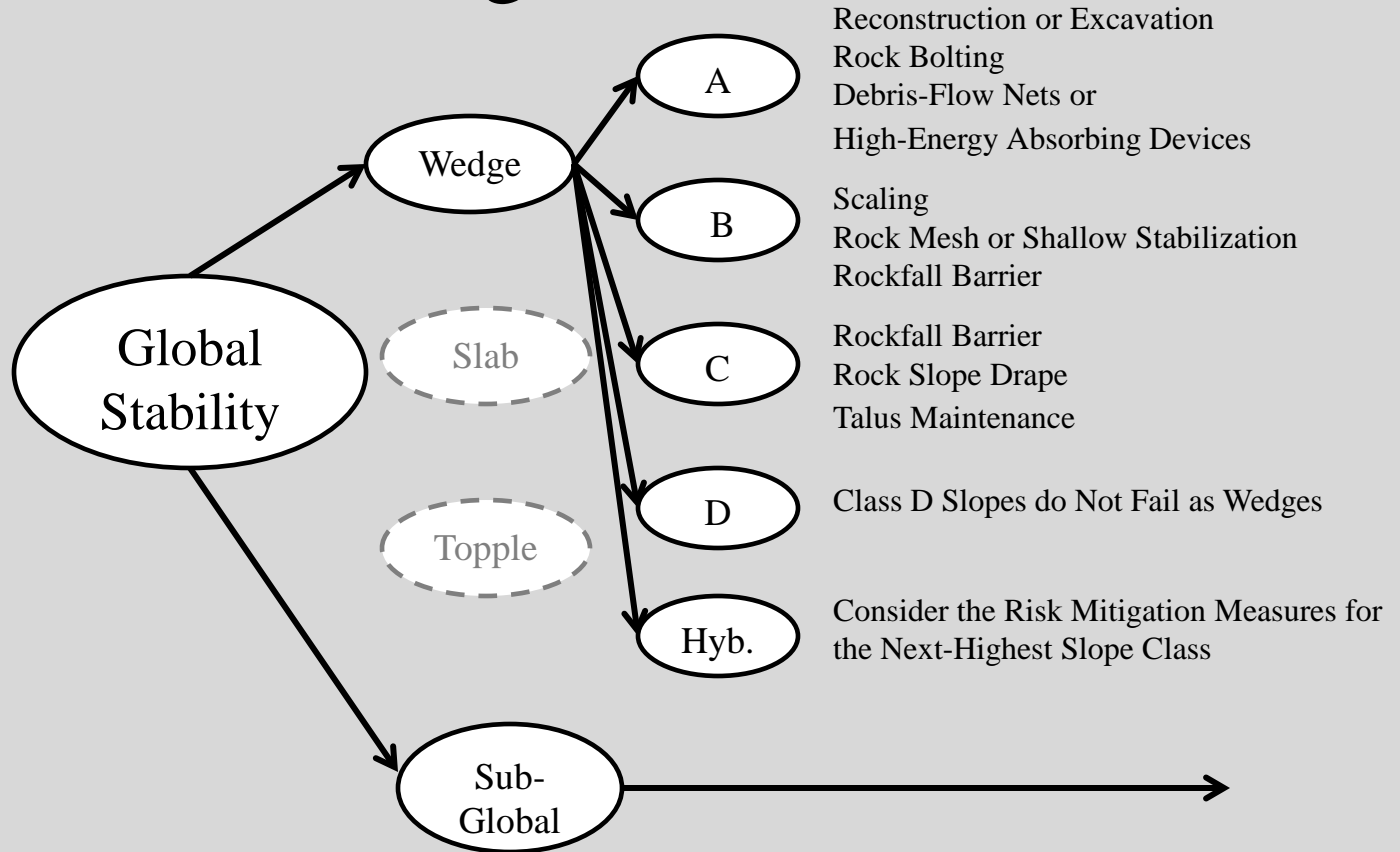 Reconstruction or Excavation
Rock Bolting
Debris-Flow Nets or
High-Energy Absorbing Devices
A
Wedge
Scaling
Rock Mesh or Shallow Stabilization
Rockfall Barrier
B
Global
Stability
Slab
Rockfall Barrier
Rock Slope Drape
Talus Maintenance
C
D
Class D Slopes do Not Fail as Wedges
Topple
Hyb.
Consider the Risk Mitigation Measures for
the Next-Highest Slope Class
Sub-
Global